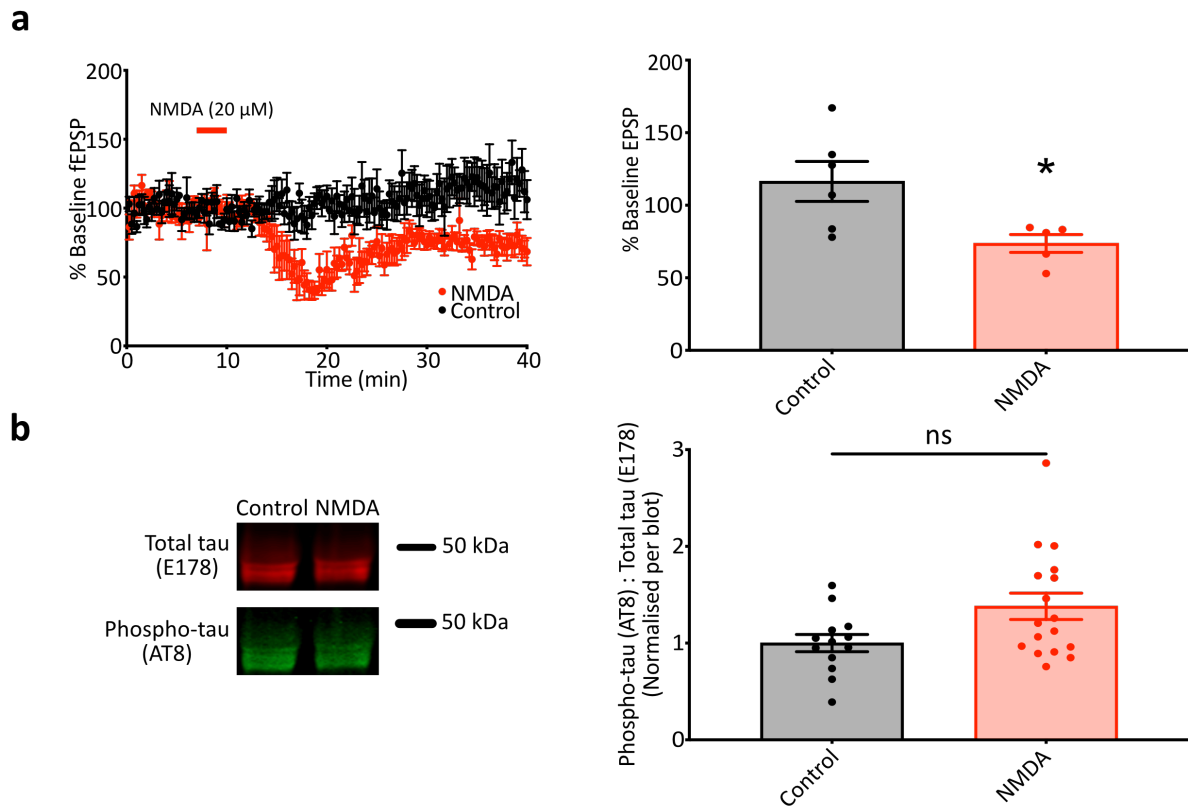 a
200
150
100
50
0
% Baseline fEPSP
NMDA (20 μM)
NMDA
Control
0
10
20
30
40
Time (min)
200
150
100
50
0
% Baseline EPSP
*
Control
NMDA
b
Control NMDA
Total tau
(E178)
50 kDa
Phospho-tau
(AT8)
50 kDa
Phospho-tau (AT8) : Total tau (E178)
(Normalised per blot)
3
2
1
0
ns
Control
NMDA